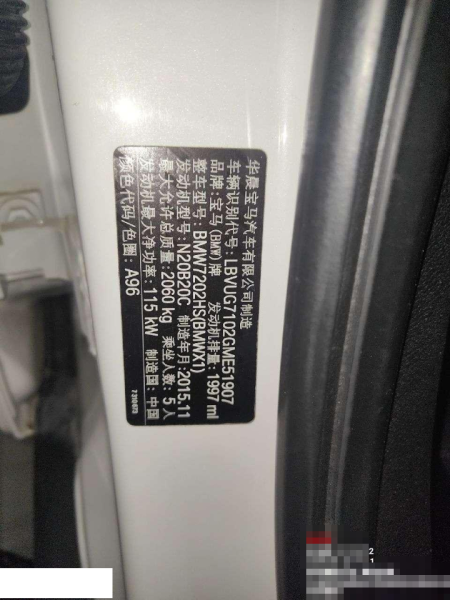 华晨宝马汽车有限公司制造
车辆识别代号: LBVUG7102GME51907
品牌: 宝马(BMW)牌 发动机排量: 1997 ml
整车型号: BMW7202HS(BMWX1)
发动机型号: N20B20C 制造年月: 2015.11
最大允许总质量: 2060 kg 乘坐人数: 5 人
发动机最大净功率: 115 kW 制造国: 中国
颜色代码/色圈: A96